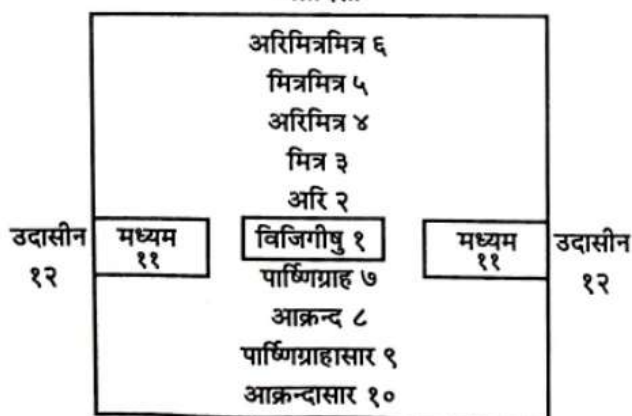 अरिमित्रमित्र ६
मित्रमित्र ५
अरिमित्र ४
मित्र ३
अरि २
उदासीन १२
मध्यम ११
विजिगीषु १
मध्यम ११
उदासीन १२
पार्ष्णिग्राह ७
आक्रन्द ८
पार्ष्णिग्राहासार ९
आक्रन्दासार १०